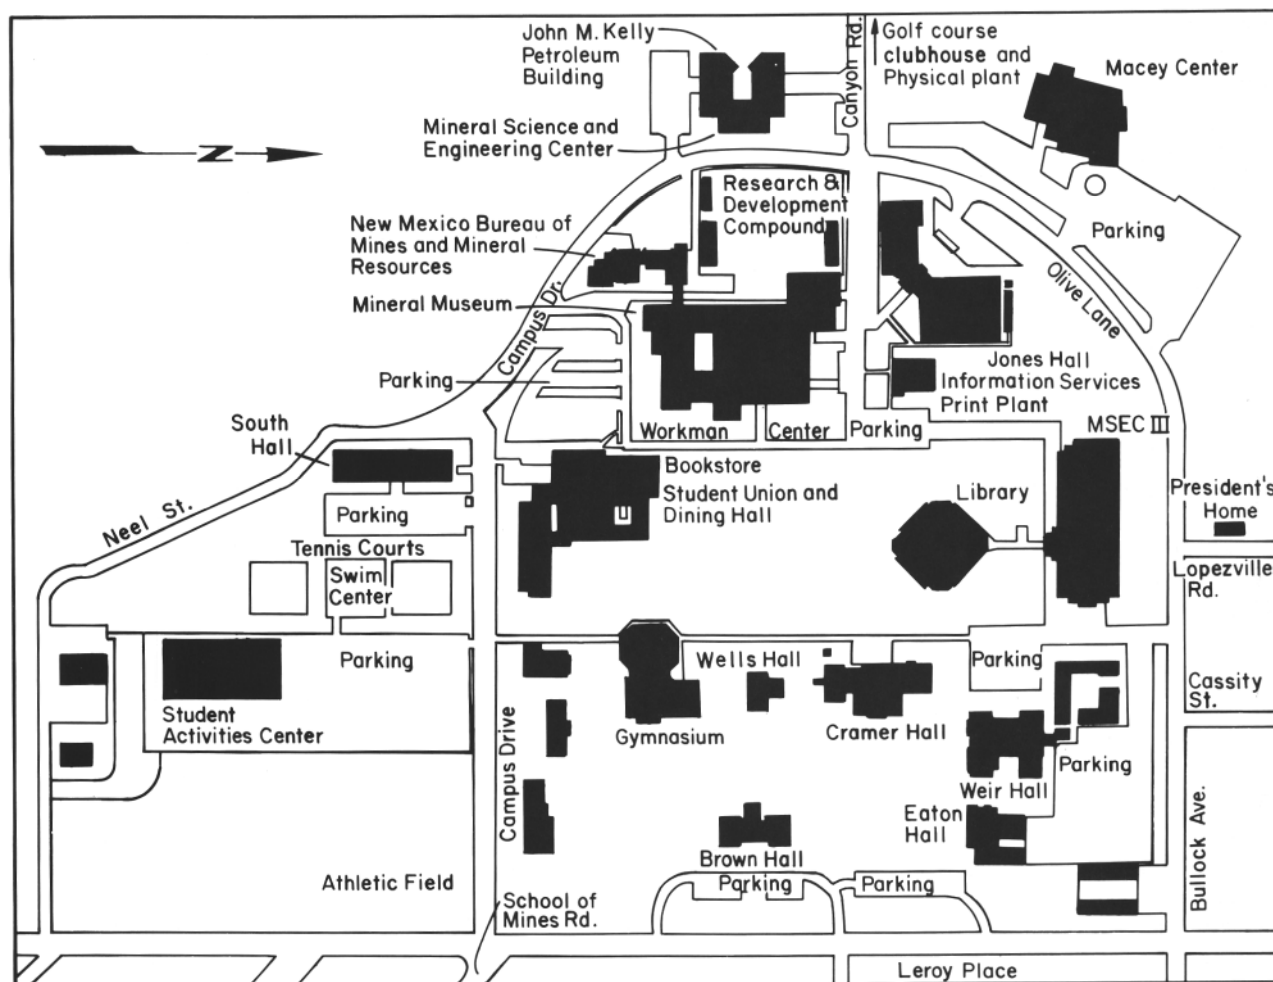 John M. Kelly
Petroleum
Building
Canyon Rd.
Golf course
clubhouse and
Physical plant
Macey Center
Mineral Science and
Engineering Center
N
Research &
Development
Compound
New Mexico Bureau of
Mines and Mineral
Resources
Parking
Olive Lane
Mineral Museum
Campus Dr.
Parking
Jones Hall
Information Services
Print Plant
South
Hall
Workman Center
Parking
MSEC III
Bookstore
Student Union and
Dining Hall
Library
President's
Home
Neel St.
Parking
Tennis Courts
Swim
Center
Lopezville
Rd.
Parking
Wells Hall
Parking
Cassity
St.
Student
Activities Center
Gymnasium
Cramer Hall
Campus Drive
Parking
Weir Hall
Eaton
Hall
Bullock Ave.
Brown Hall
Athletic Field
Parking
Parking
School of
Mines Rd.
Leroy Place